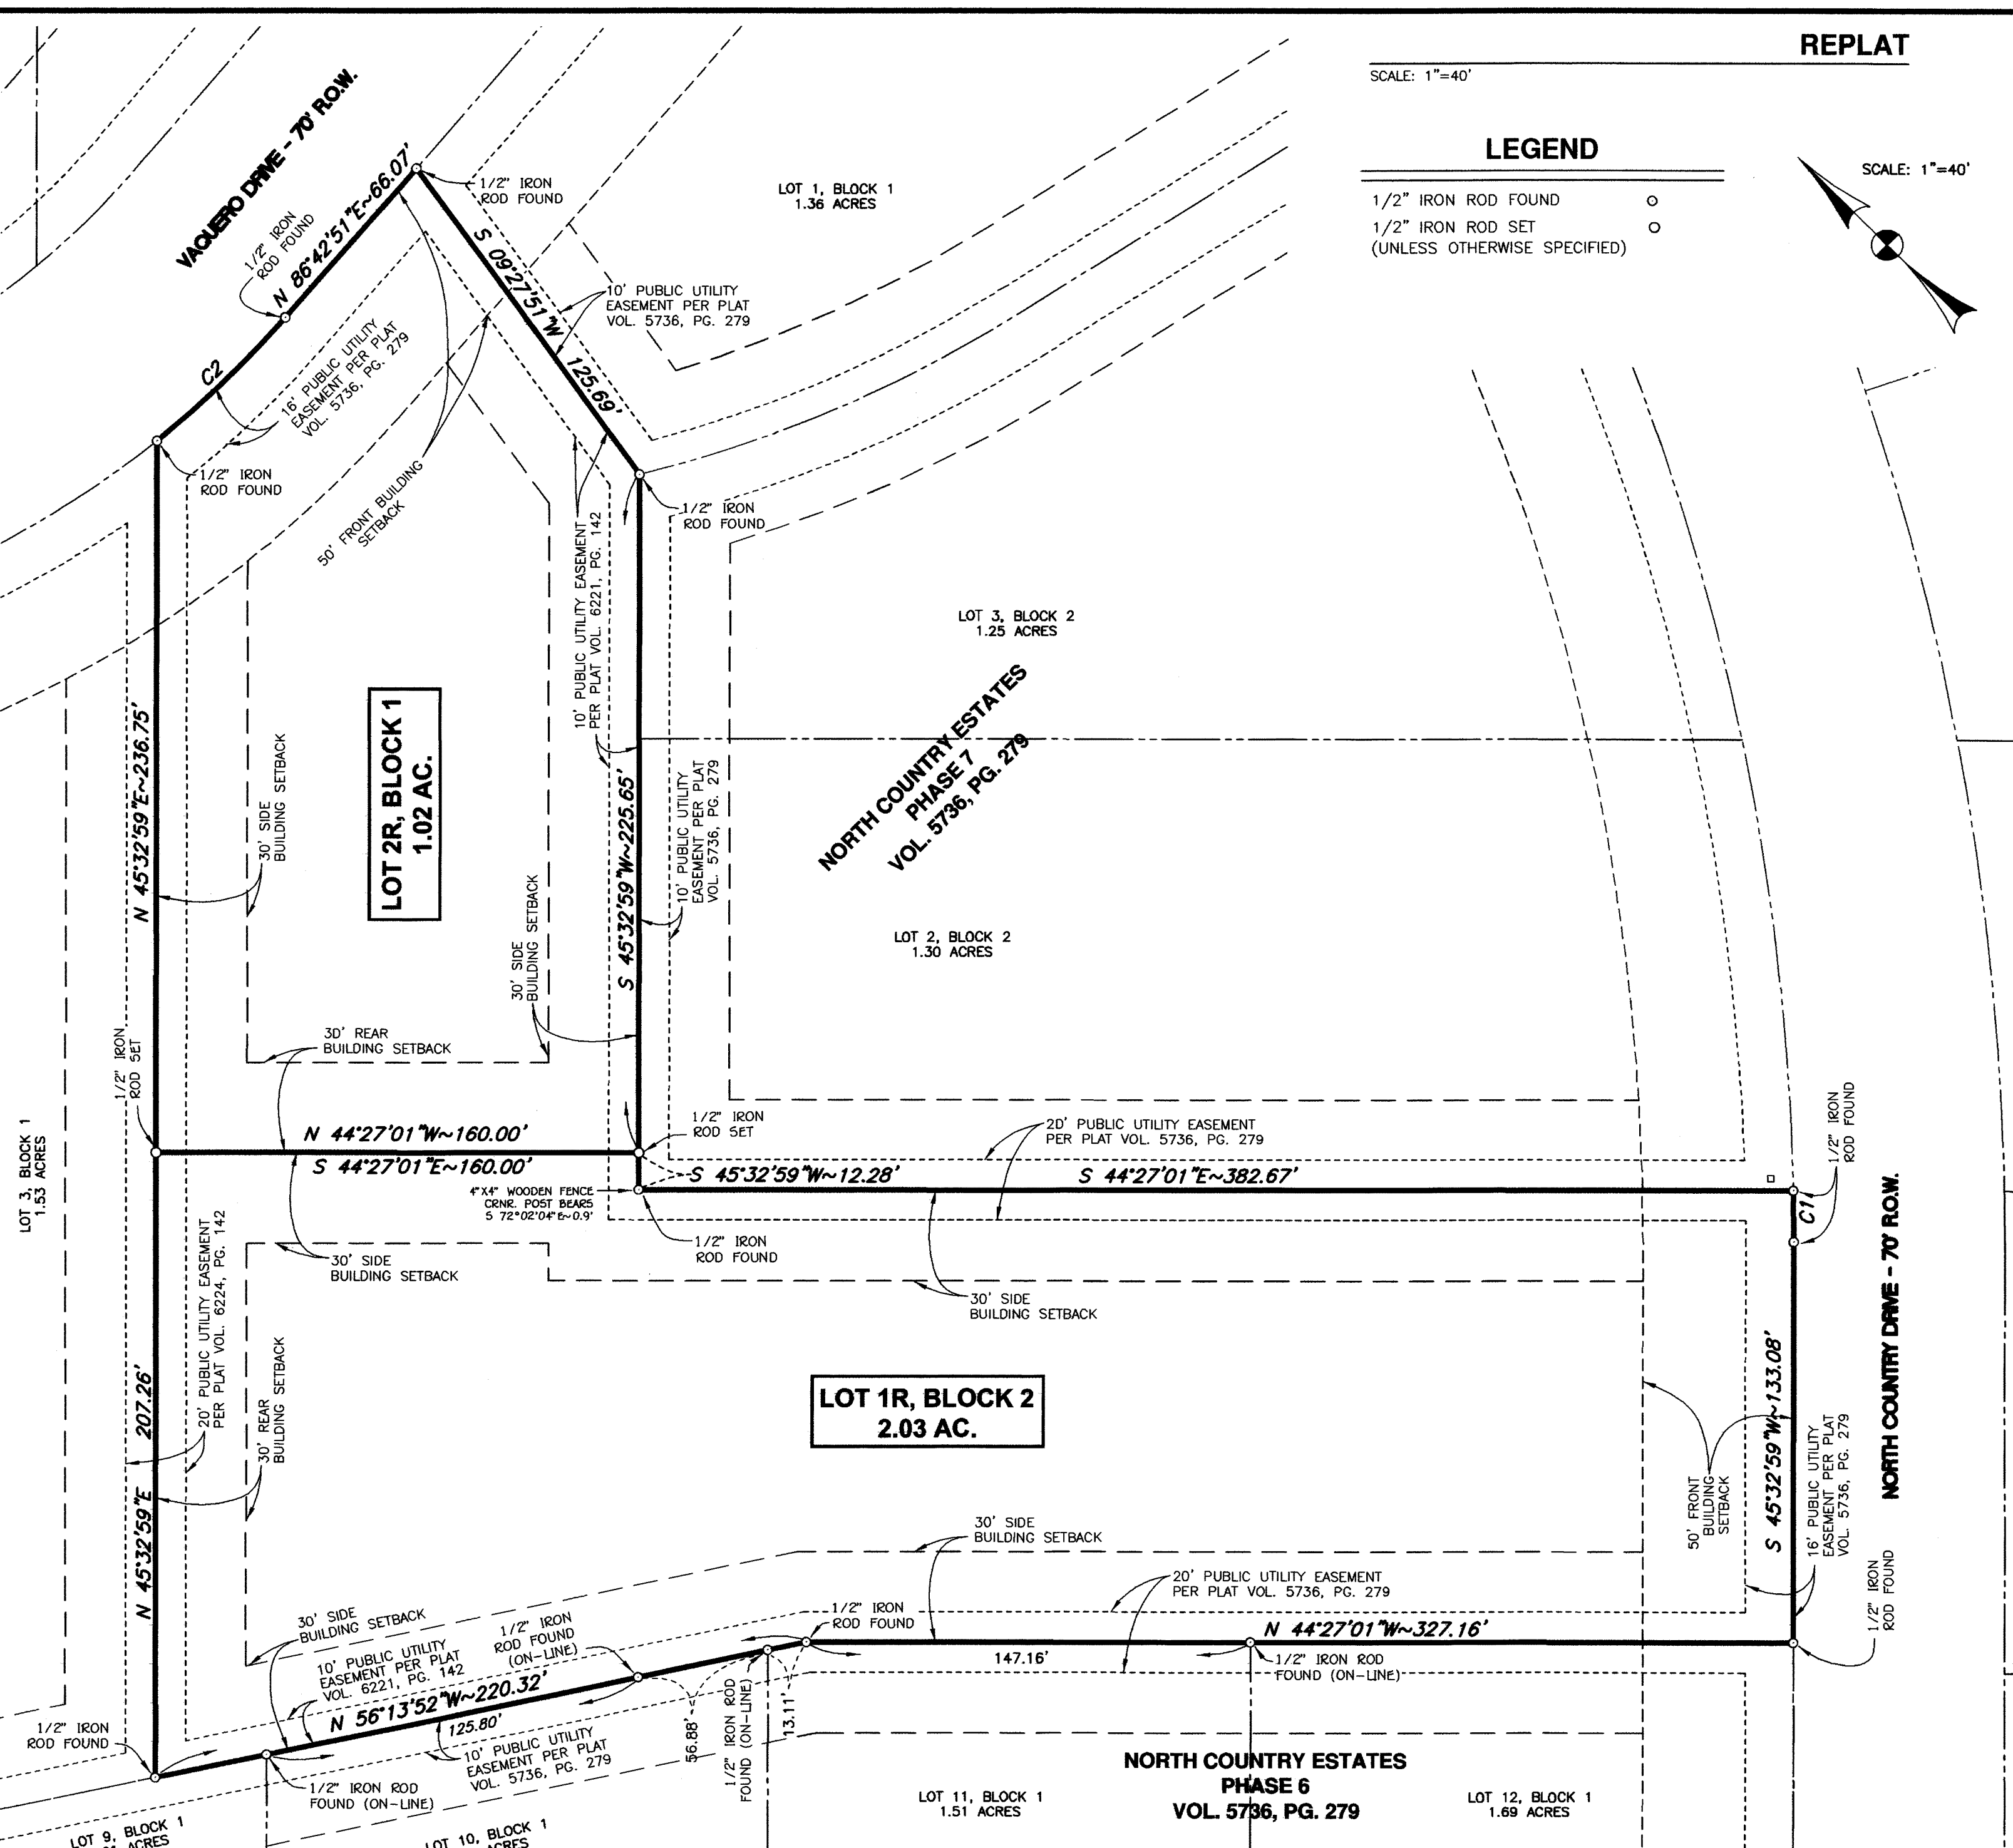 REPLAT
SCALE: 1"=40'
LEGEND
1/2" IRON ROD FOUND
1/2" IRON ROD SET
(UNLESS OTHERWISE SPECIFIED)
SCALE: 1"=40'
VAQUERO DRIVE - 70' R.O.W.
N 86°42'51"E~66.07'
1/2" IRON
ROD FOUND
1/2" IRON
ROD FOUND
LOT 1, BLOCK 1
1.36 ACRES
S 09°27'51"W 125.69'
10' PUBLIC UTILITY
EASEMENT PER PLAT
VOL. 5736, PG. 279
C2
16' PUBLIC UTILITY
EASEMENT PER PLAT
VOL. 5736, PG. 279
1/2" IRON
ROD FOUND
50' FRONT BUILDING
SETBACK
1/2" IRON
ROD FOUND
10' PUBLIC UTILITY EASEMENT
PER PLAT VOL. 6221, PG. 142
LOT 3, BLOCK 2
1.25 ACRES
NORTH COUNTRY ESTATES
PHASE 7
VOL. 5736, PG. 279
N 45°32'59"E~236.75'
30' SIDE
BUILDING SETBACK
LOT 2R, BLOCK 1
1.02 AC.
S 45°32'59"W~225.65'
10' PUBLIC UTILITY
EASEMENT PER PLAT
VOL. 5736, PG. 279
30' SIDE
BUILDING SETBACK
LOT 2, BLOCK 2
1.30 ACRES
1/2" IRON
ROD SET
3D' REAR
BUILDING SETBACK
N 44°27'01"W~160.00'
S 44°27'01"E~160.00'
1/2" IRON
ROD SET
2D' PUBLIC UTILITY EASEMENT
PER PLAT VOL. 5736, PG. 279
S 45°32'59"W~12.28'
S 44°27'01"E~382.67'
4"X4" WOODEN FENCE
CRNR. POST BEARS
S 72°02'04"E~0.9'
1/2" IRON
ROD FOUND
1/2" IRON
ROD FOUND
C1
LOT 3, BLOCK 1
1.53 ACRES
30' SIDE
BUILDING SETBACK
30' SIDE
BUILDING SETBACK
20' PUBLIC UTILITY EASEMENT
PER PLAT VOL. 6224, PG. 142
30' REAR
BUILDING SETBACK
N 45°32'59"E 207.26'
LOT 1R, BLOCK 2
2.03 AC.
50' FRONT
BUILDING
SETBACK
S 45°32'59"W~133.08'
16' PUBLIC UTILITY
EASEMENT PER PLAT
VOL. 5736, PG. 279
NORTH COUNTRY DRIVE - 70' R.O.W.
1/2" IRON
ROD FOUND
30' SIDE
BUILDING SETBACK
20' PUBLIC UTILITY EASEMENT
PER PLAT VOL. 5736, PG. 279
30' SIDE
BUILDING SETBACK
10' PUBLIC UTILITY
EASEMENT PER PLAT
VOL. 6221, PG. 142
1/2" IRON
ROD FOUND
(ON-LINE)
1/2" IRON
ROD FOUND
N 44°27'01"W~327.16'
147.16'
1/2" IRON ROD
FOUND (ON-LINE)
N 56°13'52"W~220.32'
125.80'
56.88'
1/2" IRON ROD
FOUND (ON-LINE)
13.11'
10' PUBLIC UTILITY
EASEMENT PER PLAT
VOL. 5736, PG. 279
1/2" IRON
ROD FOUND
1/2" IRON ROD
FOUND (ON-LINE)
NORTH COUNTRY ESTATES
PHASE 6
VOL. 5736, PG. 279
LOT 11, BLOCK 1
1.51 ACRES
LOT 12, BLOCK 1
1.69 ACRES
LOT 9, BLOCK 1
ACRES
LOT 10, BLOCK 1
ACRES